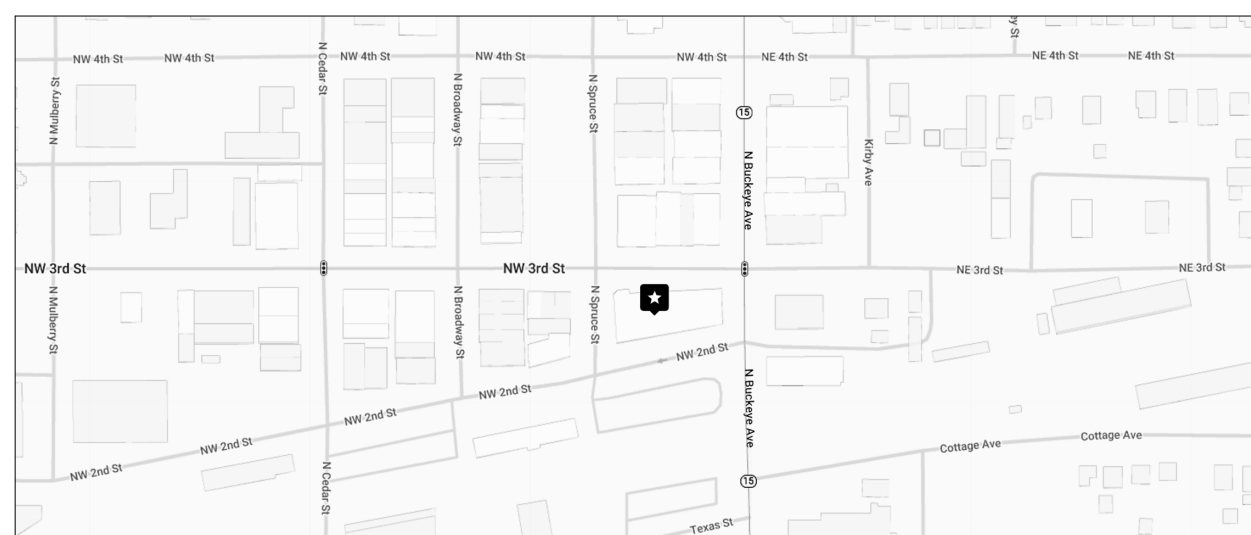 ey St
NW 4th St
NW 4th St
NW 4th St
NW 4th St
NW 4th St
NE 4th St
NE 4th St
NE 4th St
N Mulberry St
N Cedar St
N Broadway St
N Spruce St
15
N Buckeye Ave
Kirby Ave
NW 3rd St
NW 3rd St
NE 3rd St
NE 3rd St
N Mulberry St
N Broadway St
N Spruce St
NW 2nd St
NW 2nd St
NW 2nd St
NW 2nd St
NW 2nd St
N Buckeye Ave
Cottage Ave
Cottage Ave
N Cedar St
15
Texas St